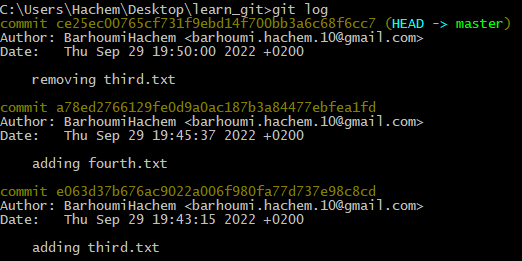 C:\Users\Hachem\Desktop\learn_git>git log
commit ce25ec00765cf731f9ebd14f700bb3a6c68f6cc7 (HEAD -> master)
Author: BarhoumiHachem <barhoumi.hachem.10@gmail.com>
Date:   Thu Sep 29 19:50:00 2022 +0200
    removing third.txt
commit a78ed2766129fe0d9a0ac187b3a84477ebfea1fd
Author: BarhoumiHachem <barhoumi.hachem.10@gmail.com>
Date:   Thu Sep 29 19:45:37 2022 +0200
    adding fourth.txt
commit e063d37b676ac9022a006f980fa77d737e98c8cd
Author: BarhoumiHachem <barhoumi.hachem.10@gmail.com>
Date:   Thu Sep 29 19:43:15 2022 +0200
    adding third.txt